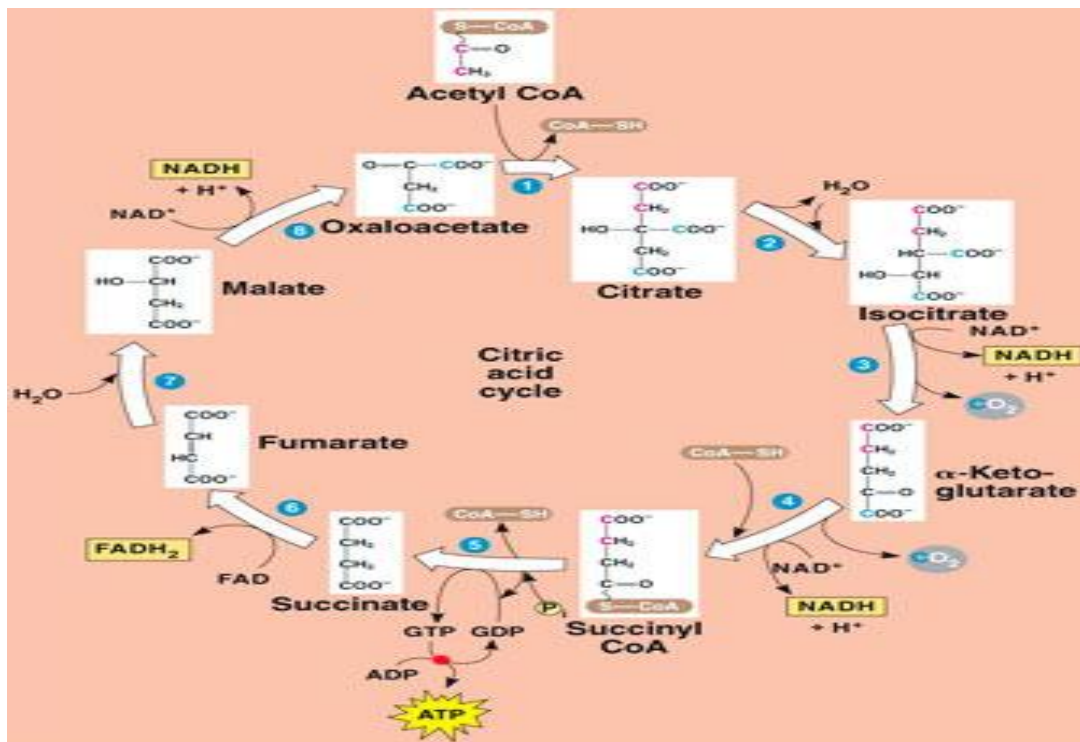 S—CoA
C—O
CH₃
Acetyl CoA
CoA—SH
1
O—C—COO⁻
CH₂
COO⁻
Oxaloacetate
NADH
+ H⁺
NAD⁺
8
COO⁻
CH₂
HO—C—COO⁻
CH₂
COO⁻
Citrate
H₂O
2
COO⁻
CH₂
HC—COO⁻
HO—CH
COO⁻
Isocitrate
NAD⁺
NADH
+ H⁺
3
CO₂
COO⁻
CH₂
CH₂
C—O
COO⁻
α-Keto-
glutarate
CoA—SH
4
CO₂
NAD⁺
NADH
+ H⁺
COO⁻
CH₂
CH₂
C—O
S—CoA
Succinyl
CoA
CoA—SH
5
P
GTP
GDP
ADP
ATP
COO⁻
CH₂
CH₂
COO⁻
Succinate
6
FADH₂
FAD
COO⁻
CH
HC
COO⁻
Fumarate
7
H₂O
COO⁻
HO—CH
CH₂
COO⁻
Malate
Citric
acid
cycle